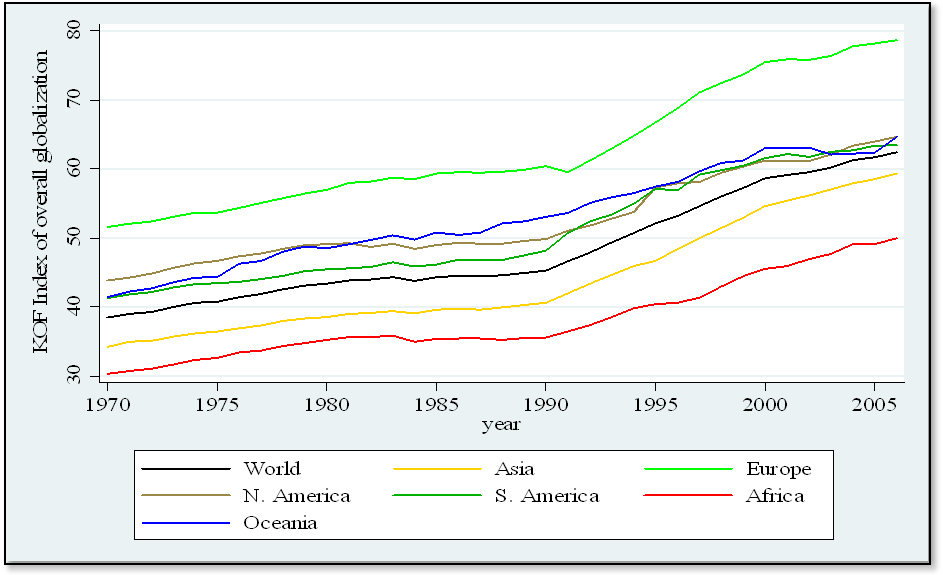 KOF Index of overall globalization
80
70
60
50
40
30
1970 1975 1980 1985 1990 1995 2000 2005
year
World Asia Europe
N. America S. America Africa
Oceania